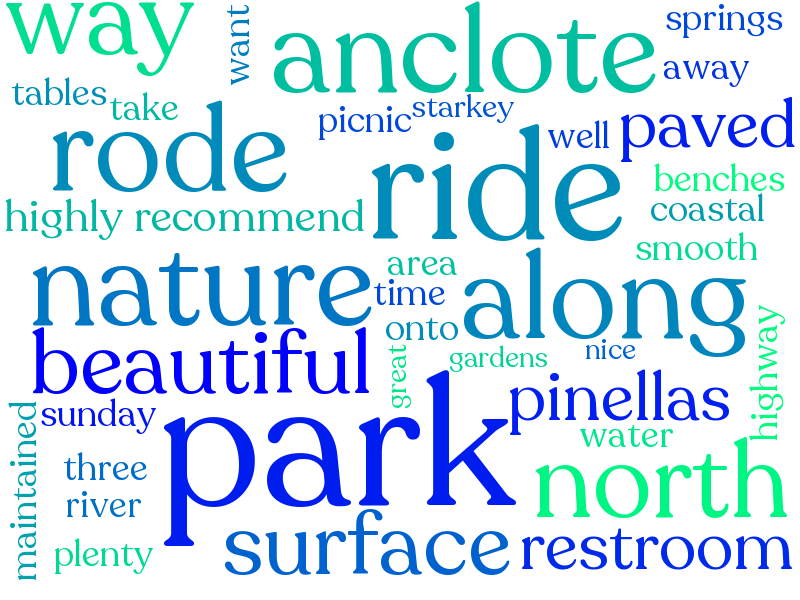 way
want
anclote
springs
away
tables
take
picnic
starkey
rode
ride
well
paved
benches
highly recommend
coastal
smooth
nature
area
time
along
onto
beautiful
great
gardens
nice
highway
sunday
park
pinellas
maintained
water
three
north
river
surface
restroom
plenty